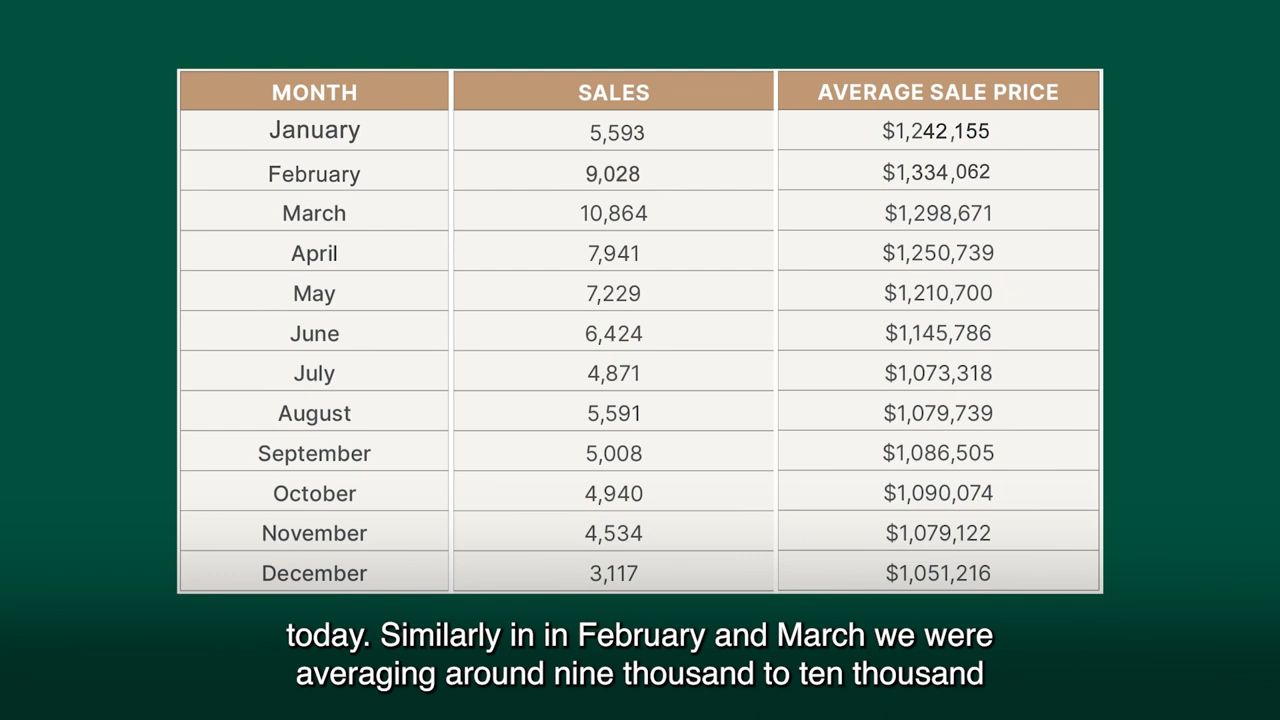 MONTH SALES AVERAGE SALE PRICE
January 5,593 $1,242,155
February 9,028 $1,334,062
March 10,864 $1,298,671
April 7,941 $1,250,739
May 7,229 $1,210,700
June 6,424 $1,145,786
July 4,871 $1,073,318
August 5,591 $1,079,739
September 5,008 $1,086,505
October 4,940 $1,090,074
November 4,534 $1,079,122
December 3,117 $1,051,216
today. Similarly in in February and March we were
averaging around nine thousand to ten thousand